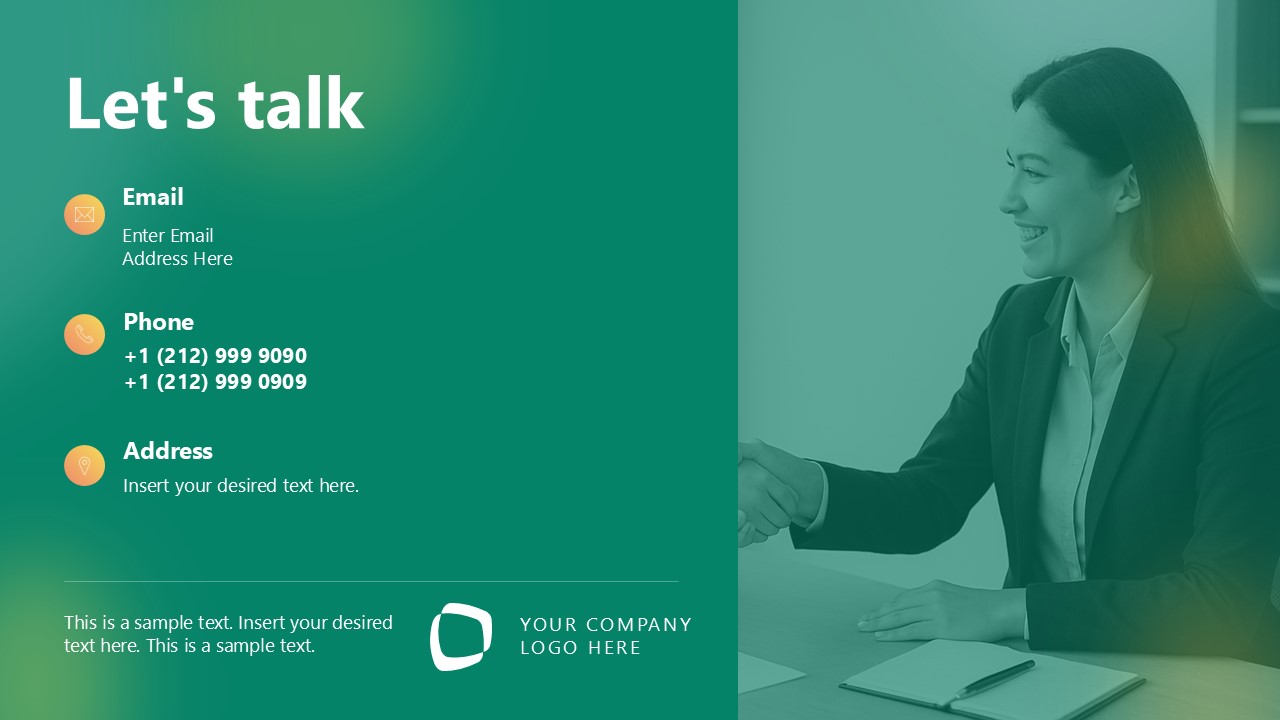 Let's talk
Email
Enter Email
Address Here
Phone
+1 (212) 999 9090
+1 (212) 999 0909
Address
Insert your desired text here.
This is a sample text. Insert your desired
text here. This is a sample text.
YOUR COMPANY
LOGO HERE